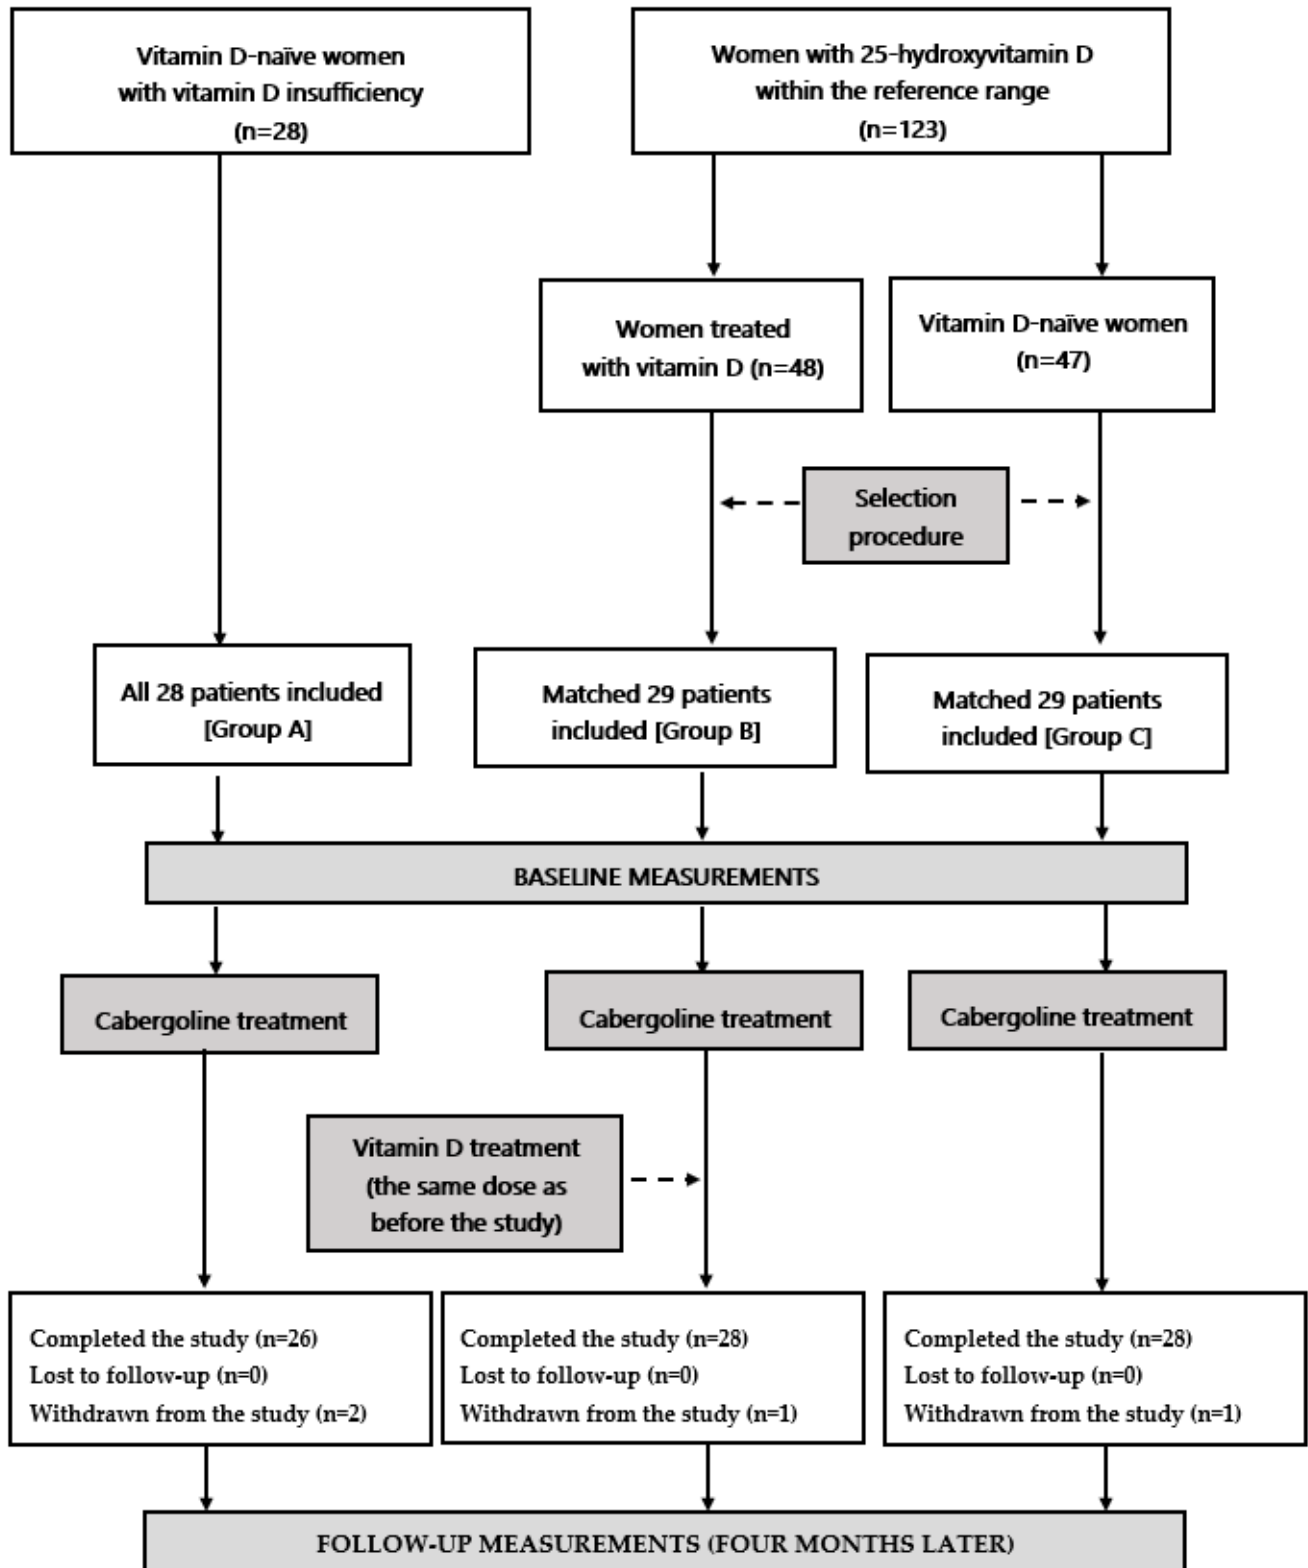 Vitamin D-naïve women
with vitamin D insufficiency
(n=28)
Women with 25-hydroxyvitamin D
within the reference range
(n=123)
Women treated
with vitamin D (n=48)
Vitamin D-naïve women
(n=47)
Selection
procedure
All 28 patients included
[Group A]
Matched 29 patients
included [Group B]
Matched 29 patients
included [Group C]
BASELINE MEASUREMENTS
Cabergoline treatment
Cabergoline treatment
Cabergoline treatment
Vitamin D treatment
(the same dose as
before the study)
Completed the study (n=26)
Lost to follow-up (n=0)
Withdrawn from the study (n=2)
Completed the study (n=28)
Lost to follow-up (n=0)
Withdrawn from the study (n=1)
Completed the study (n=28)
Lost to follow-up (n=0)
Withdrawn from the study (n=1)
FOLLOW-UP MEASUREMENTS (FOUR MONTHS LATER)